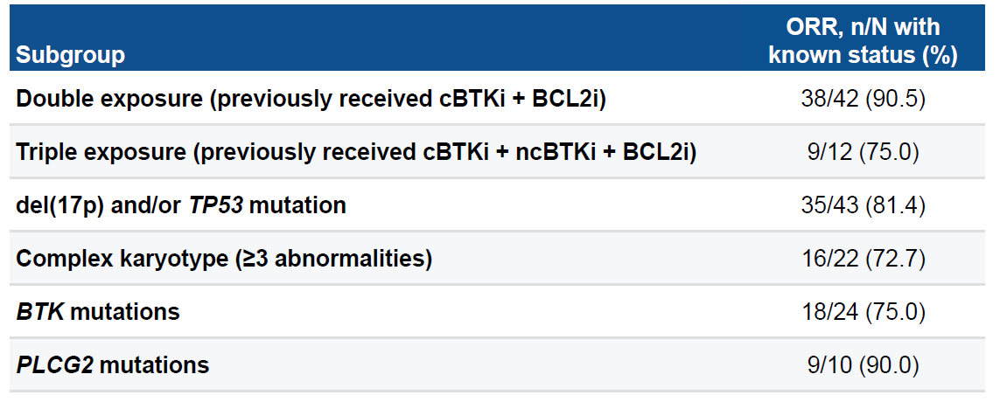 Subgroup ORR, n/N with
known status (%)
Double exposure (previously received cBTKi + BCL2i) 38/42 (90.5)
Triple exposure (previously received cBTKi + ncBTKi + BCL2i) 9/12 (75.0)
del(17p) and/or TP53 mutation 35/43 (81.4)
Complex karyotype (≥3 abnormalities) 16/22 (72.7)
BTK mutations 18/24 (75.0)
PLCG2 mutations 9/10 (90.0)